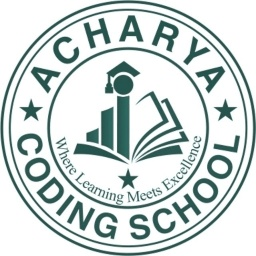 ACHARYA
CODING SCHOOL
Where Learning Meets Excellence